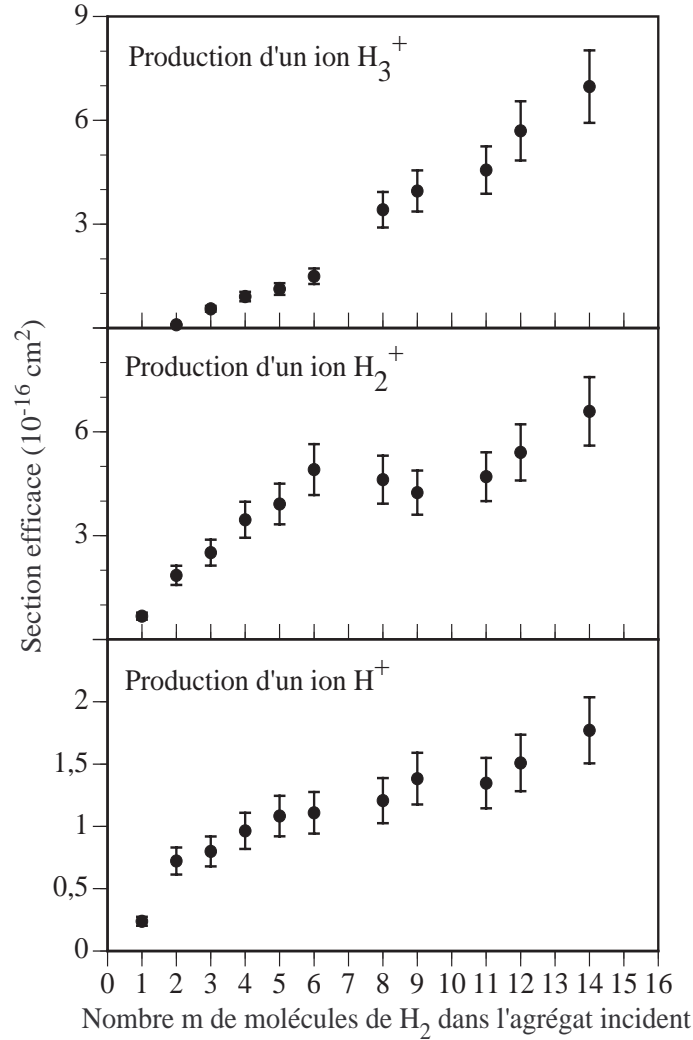 9
Production d'un ion H3+
6
3
Production d'un ion H2+
6
3
Section efficace (10-16 cm2)
Production d'un ion H+
2
1,5
1
0,5
0
0 1 2 3 4 5 6 7 8 9 10 11 12 13 14 15 16
Nombre m de molécules de H2 dans l'agrégat incident